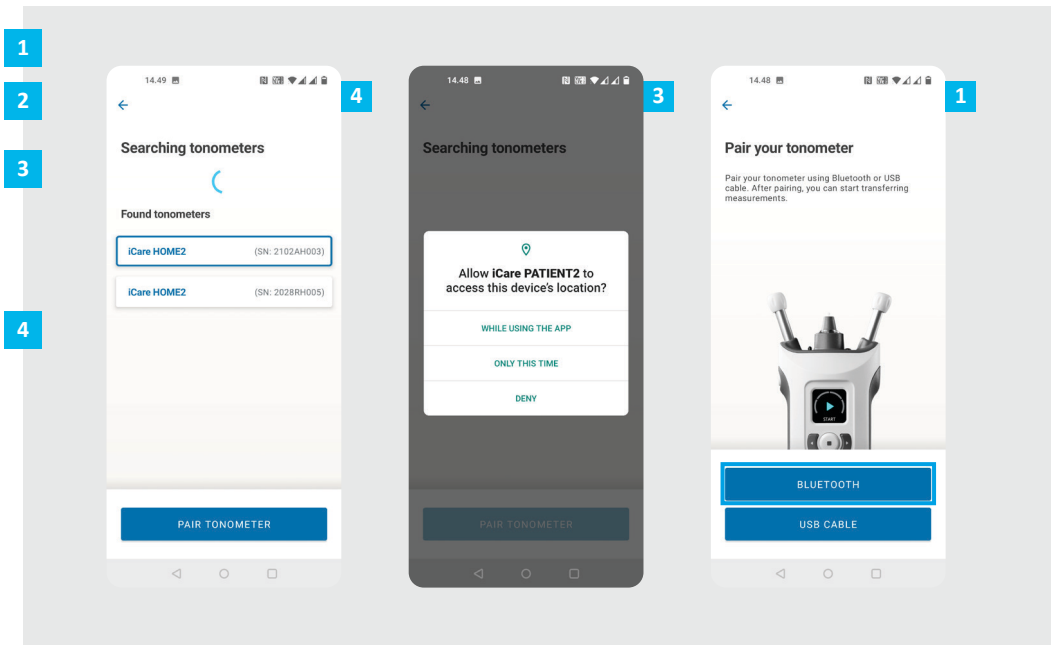 1
2
3
4
14.49
4
Searching tonometers
Found tonometers
iCare HOME2 (SN: 2102AH003)
iCare HOME2 (SN: 2028RH005)
PAIR TONOMETER
14.48
3
Searching tonometers
Allow iCare PATIENT2 to
access this device's location?
WHILE USING THE APP
ONLY THIS TIME
DENY
PAIR TONOMETER
14.48
1
Pair your tonometer
Pair your tonometer using Bluetooth or USB
cable. After pairing, you can start transferring
measurements.
START
BLUETOOTH
USB CABLE